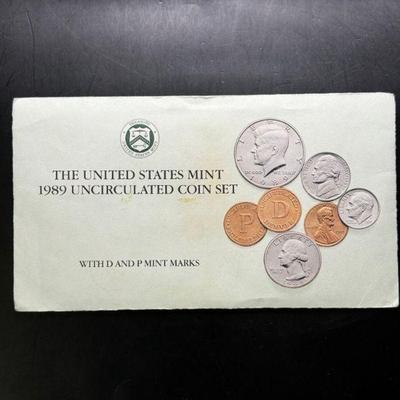 THE UNITED STATES MINT
1989 UNCIRCULATED COIN SET
WITH D AND P MINT MARKS
LIBERTY
P
D